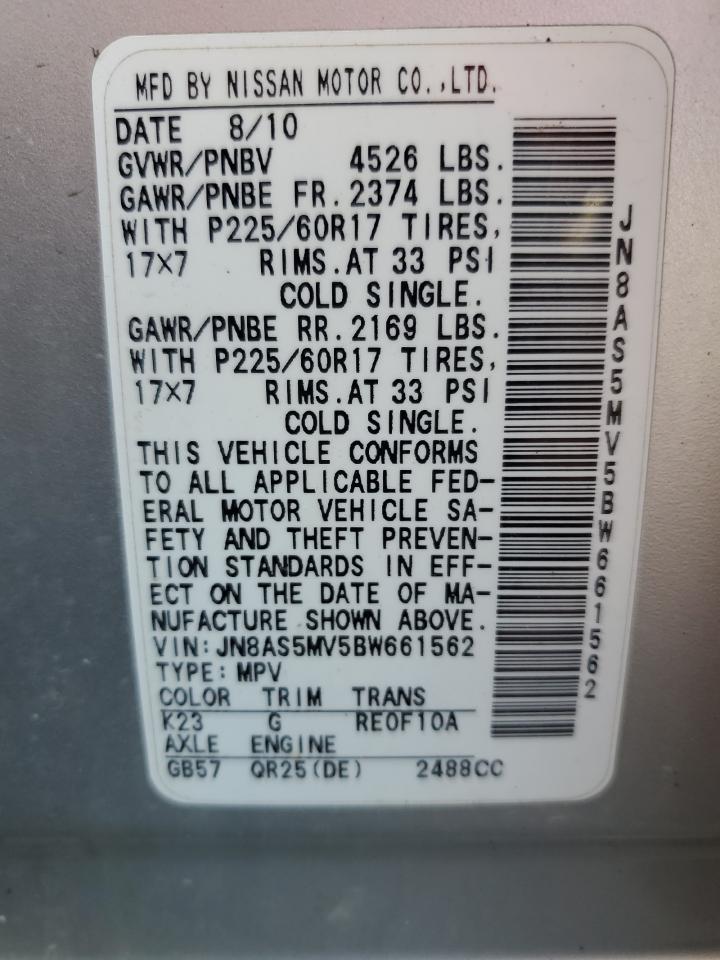 MFD BY NISSAN MOTOR CO.,LTD.
DATE 8/10
GVWR/PNBV 4526 LBS.
GAWR/PNBE FR. 2374 LBS.
WITH P225/60R17 TIRES,
17×7 RIMS.AT 33 PSI
COLD SINGLE.
GAWR/PNBE RR. 2169 LBS.
WITH P225/60R17 TIRES,
17×7 RIMS.AT 33 PSI
COLD SINGLE.
THIS VEHICLE CONFORMS
TO ALL APPLICABLE FED-
ERAL MOTOR VEHICLE SA-
FETY AND THEFT PREVEN-
TION STANDARDS IN EFF-
ECT ON THE DATE OF MA-
NUFACTURE SHOWN ABOVE.
VIN:JN8AS5MV5BW661562
TYPE:MPV
COLOR TRIM TRANS
K23 G RE0F10A
AXLE ENGINE
GB57 QR25(DE) 2488CC
JN8AS5MV5BW661562